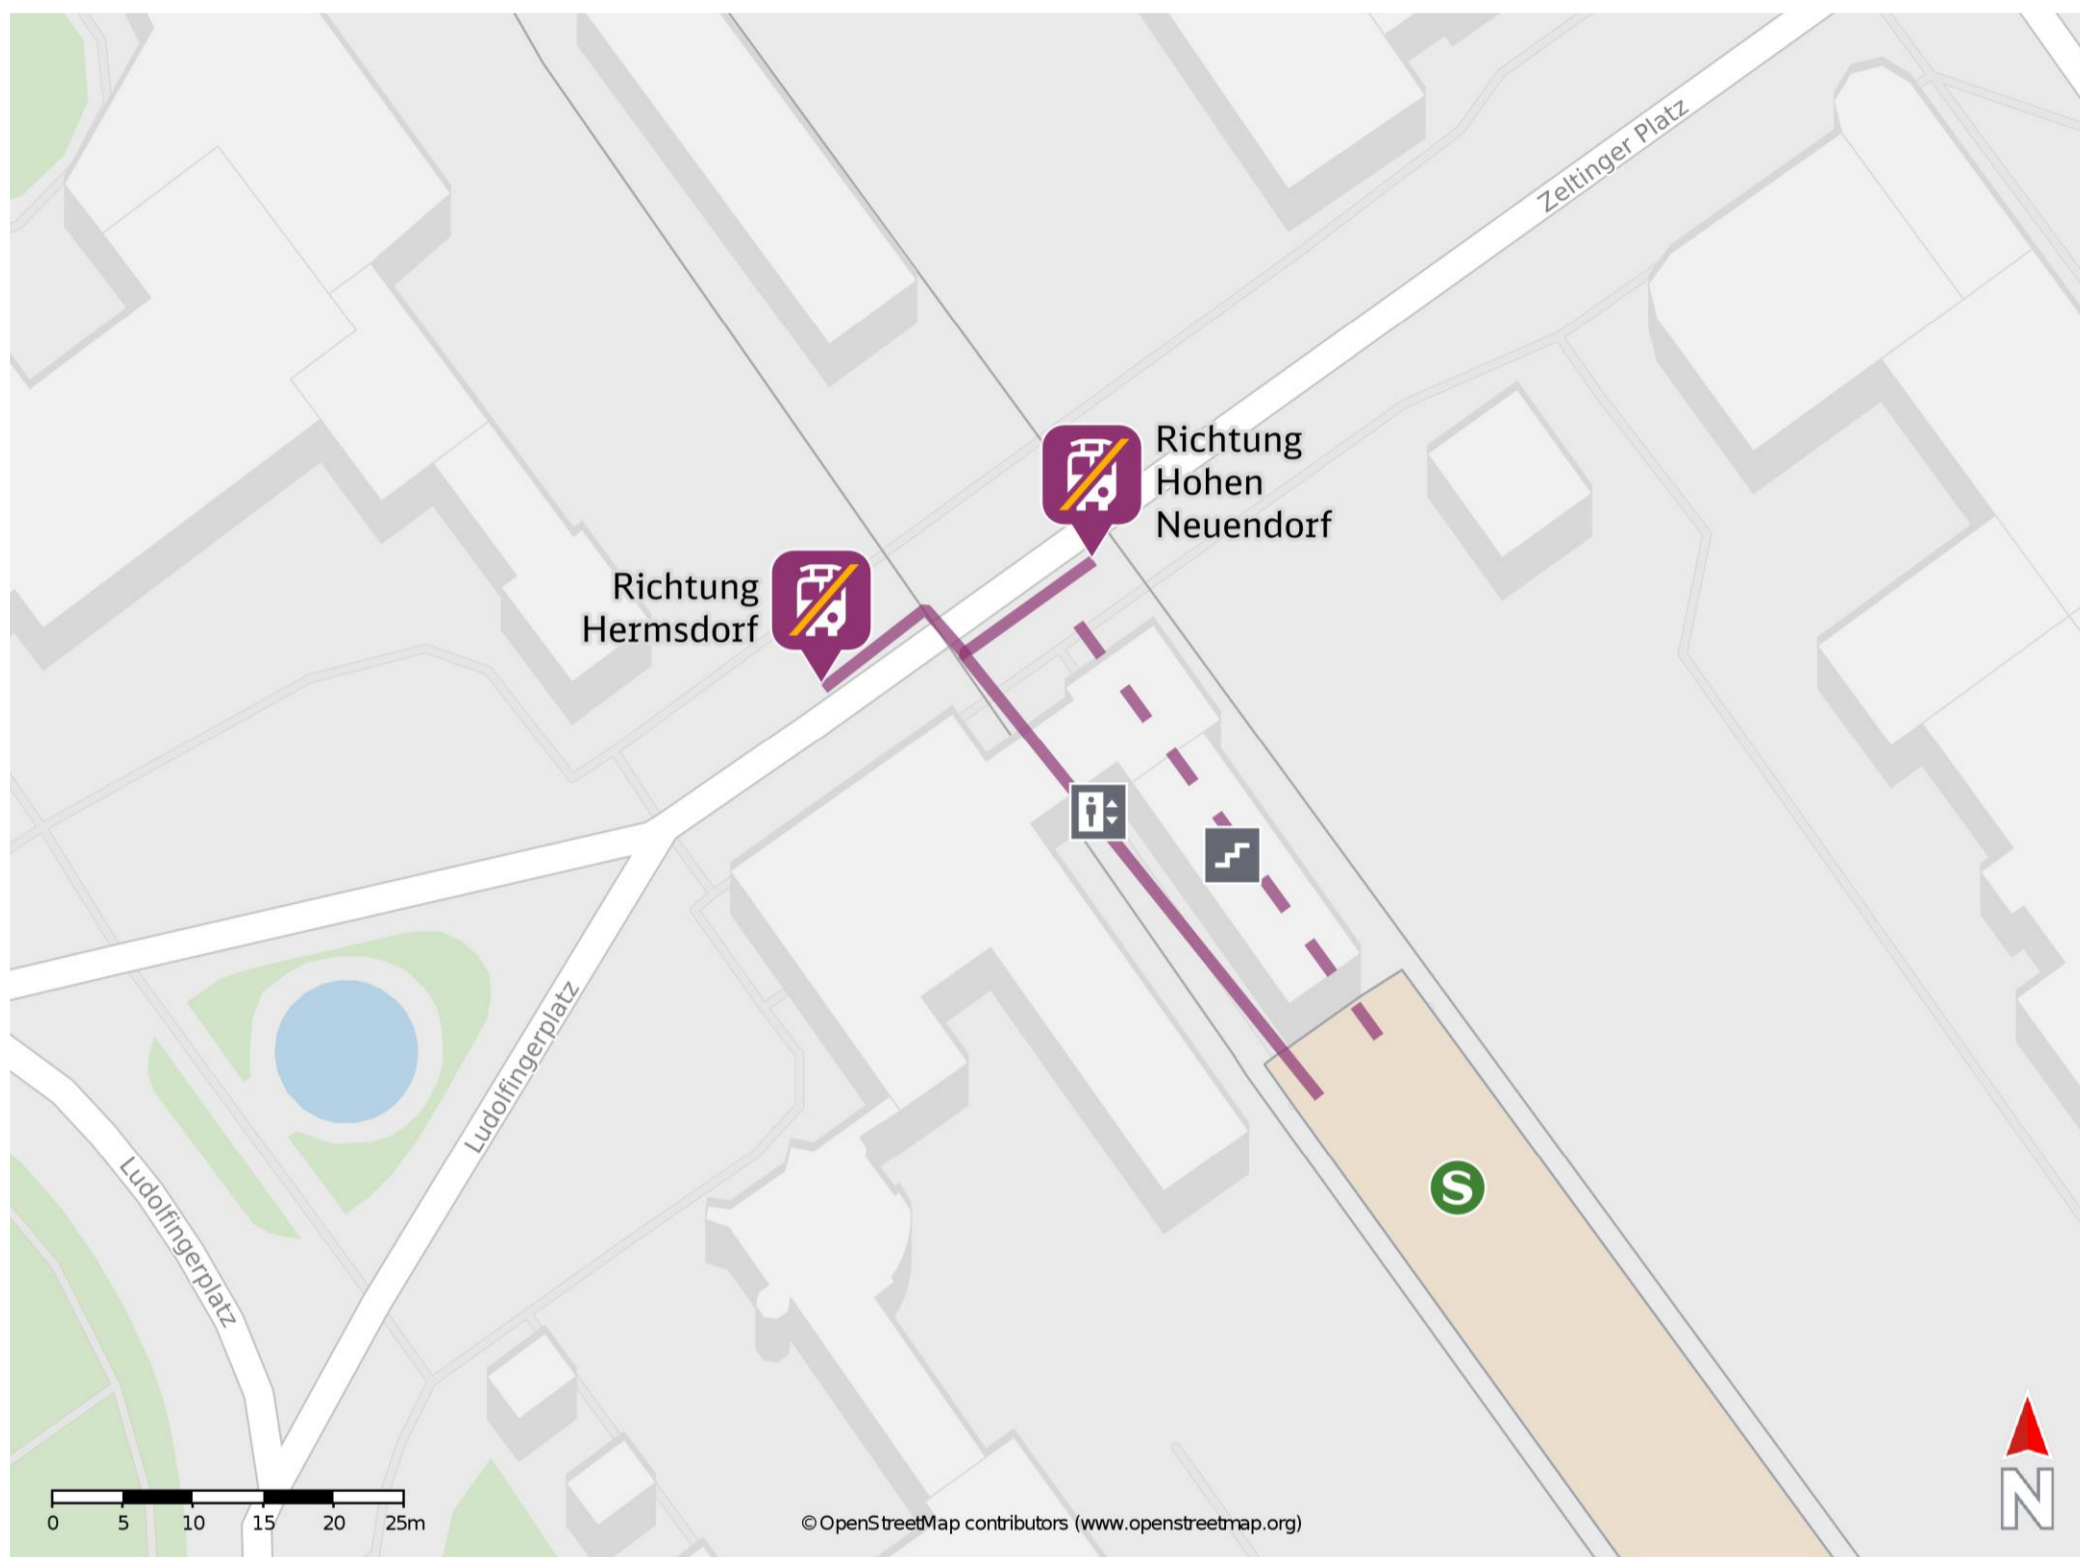 Zeltinger Platz
Richtung
Hohen
Neuendorf
Richtung
Hermsdorf
Ludolfingerplatz
Ludolfingerplatz
S
N
0 5 10 15 20 25m
© OpenStreetMap contributors (www.openstreetmap.org)